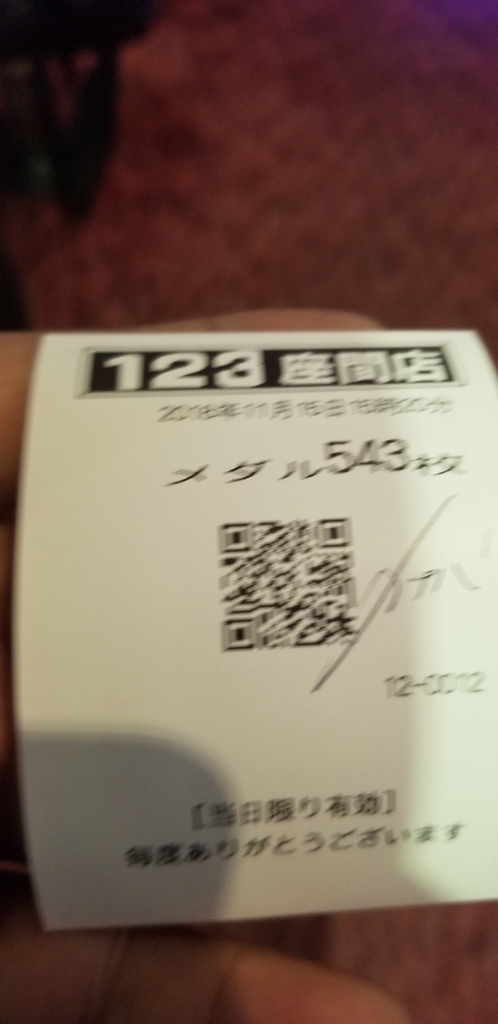 123 座間店
2018年11月15日15時20分
メダル543枚
12-0012
[当日限り有効]
毎度ありがとうございます